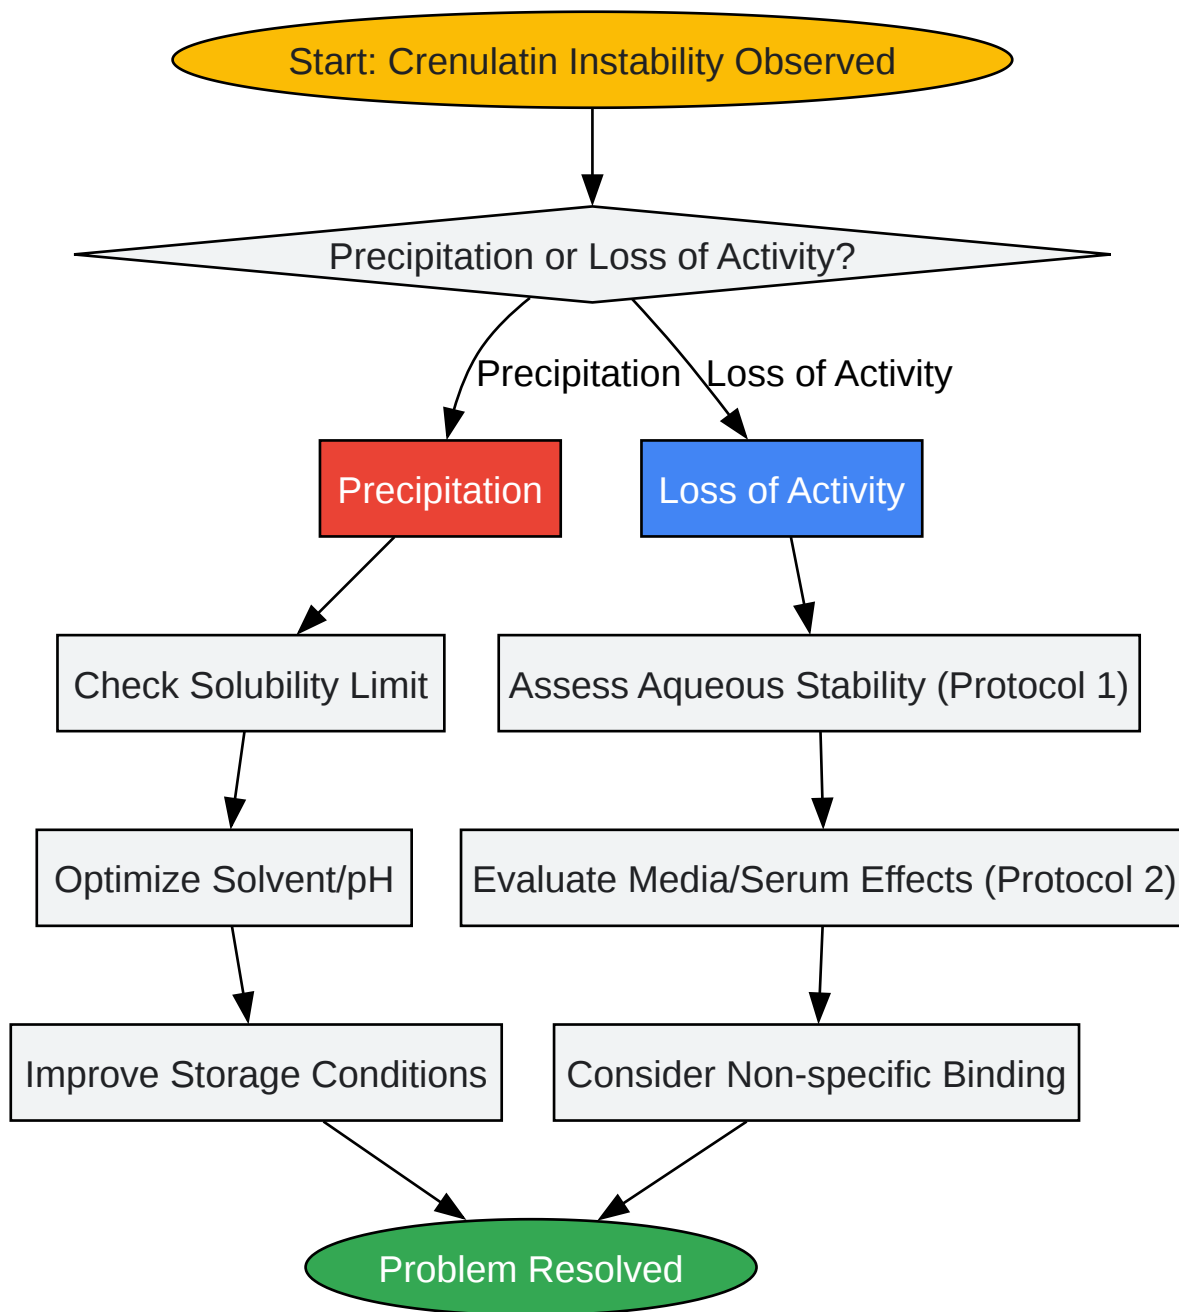 Start: Crenulatin Instability Observed
Precipitation or Loss of Activity?
Precipitation
Loss of Activity
Precipitation
Loss of Activity
Check Solubility Limit
Assess Aqueous Stability (Protocol 1)
Optimize Solvent/pH
Evaluate Media/Serum Effects (Protocol 2)
Improve Storage Conditions
Consider Non-specific Binding
Problem Resolved